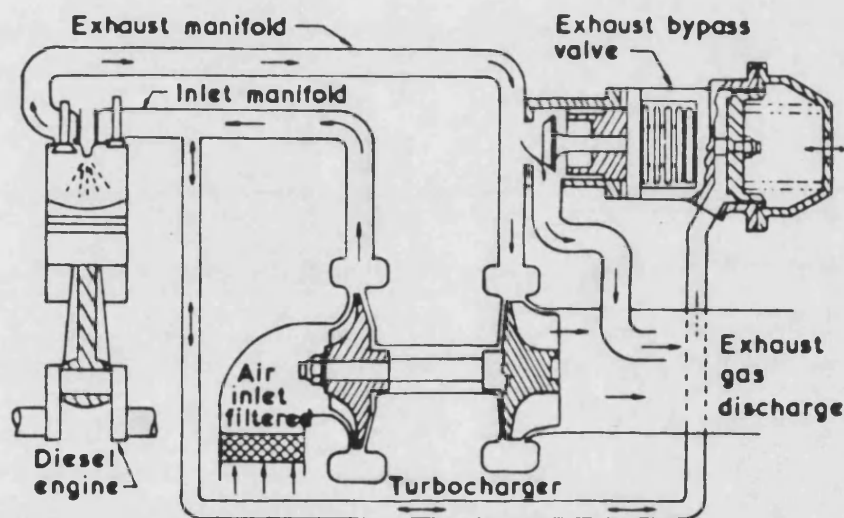 Exhaust manifold
Exhaust bypass
valve
Inlet manifold
Air
inlet
filtered
Exhaust
gas
discharge
Diesel
engine
Turbocharger